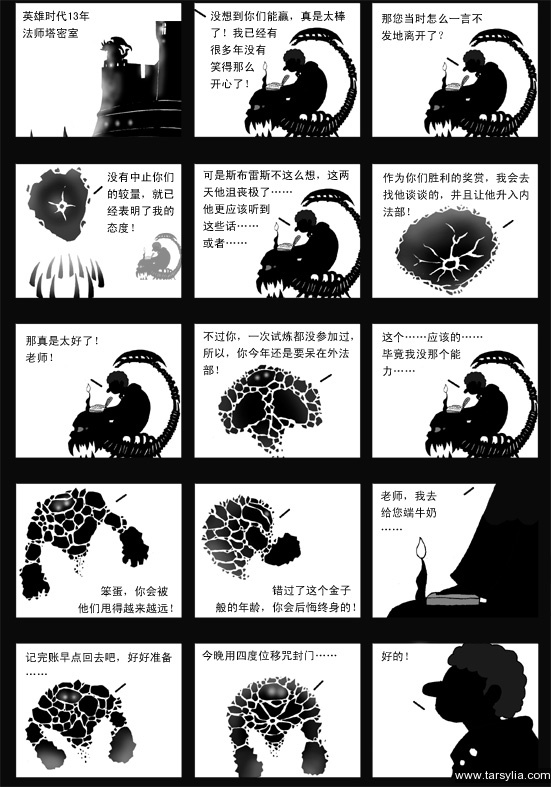 英雄时代13年
法师塔密室
没想到你们能赢，真是太棒
了！我已经有
很多年没有
笑得那么
开心了！
那您当时怎么一言不
发地离开了？
没有中止你们
的较量，就已
经表明了我的
态度！
可是斯布雷斯不这么想，这两
天他沮丧极了……
他更应该听到
这些话……
或者……
作为你们胜利的奖赏，我会去
找他谈谈的，并且让他升入内
法部！
那真是太好了！
老师！
不过你，一次试炼都没参加过，
所以，你今年还是要呆在外法
部！
这个……应该的……
毕竟我没那个能
力……
笨蛋，你会被
他们甩得越来越远！
错过了这个金子
般的年龄，你会后悔终身的！
老师，我去
给您端牛奶
……
记完账早点回去吧，好好准备
……
今晚用四度位移咒封门……
好的！
www.tarsylia.com